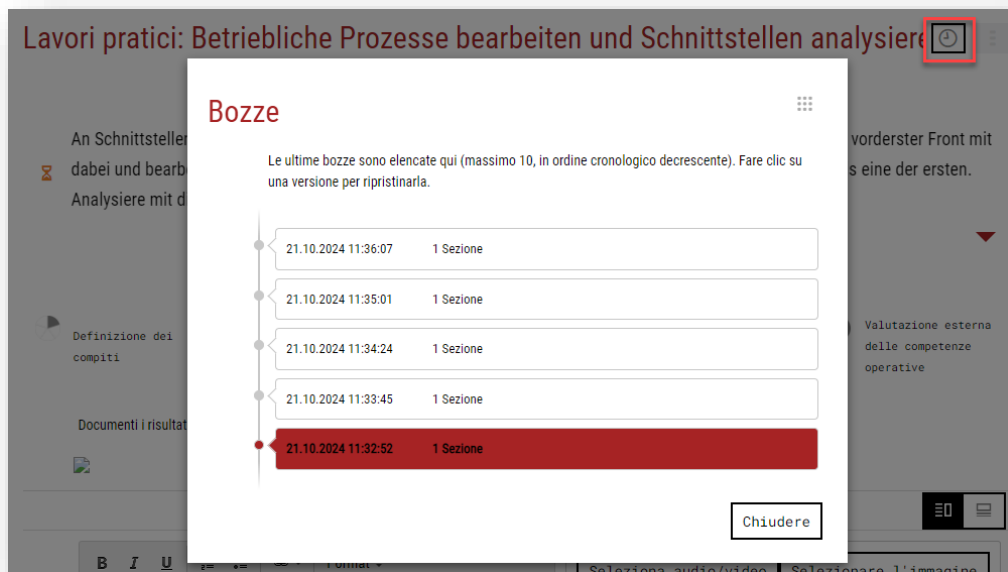 Lavori pratici: Betriebliche Prozesse bearbeiten und Schnittstellen analysiere
Bozze
An Schnittstellen
vorderster Front mit
Le ultime bozze sono elencate qui (massimo 10, in ordine cronologico decrescente). Fare clic su
dabei und bearb
s eine der ersten.
una versione per ripristinarla.
Analysiere mit d
21.10.2024 11:36:07 1 Sezione
21.10.2024 11:35:01 1 Sezione
Valutazione esterna
Definizione dei
delle competenze
21.10.2024 11:34:24 1 Sezione
compiti
operative
21.10.2024 11:33:45 1 Sezione
Documenti i risultat
21.10.2024 11:32:52 1 Sezione
Chiudere
B I U Format
Seleziona audio/video Selezionare l'immagine